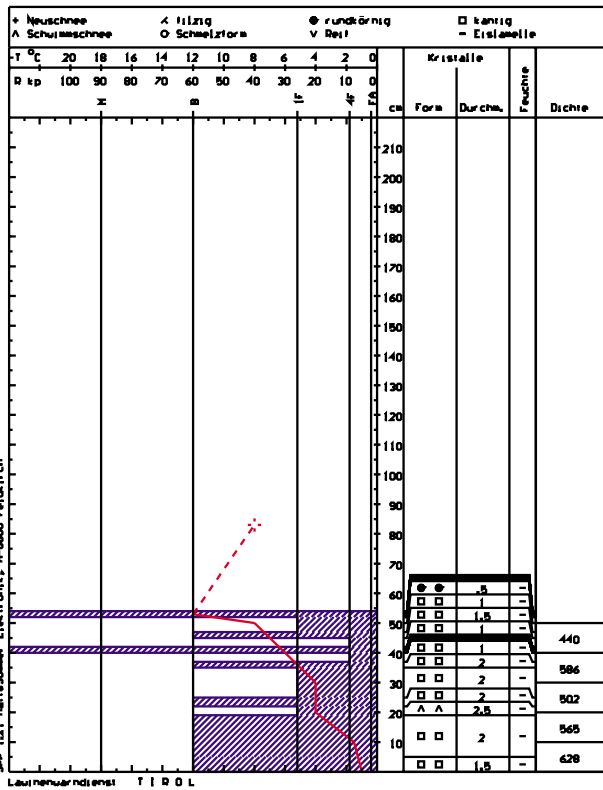 + Neuschnee ⁁ filzig ● rundkörnig □ kantig
^ Schwimmschnee O Schmelzform V Reif - Eislamelle
-T °C 20 18 16 14 12 10 8 6 4 2 0
R kp 100 90 80 70 60 50 40 30 20 10 0
Kristalle
cm Form Durchm. Feuchte Dichte
M B 1F 4F FA
210
200
190
180
170
160
150
140
130
120
110
100
90
80
70
60
50
40
30
20
10
● ● .5 -
□ □ 1 -
□ □ 1.5 -
□ □ 1 -
□ □ 1 -
□ □ 2 -
□ □ 2 -
□ □ 2 -
^ ^ 2.5 -
□ □ 2 -
□ □ 1.5 -
440
586
502
565
628
Lawinenwarndienst TIROL